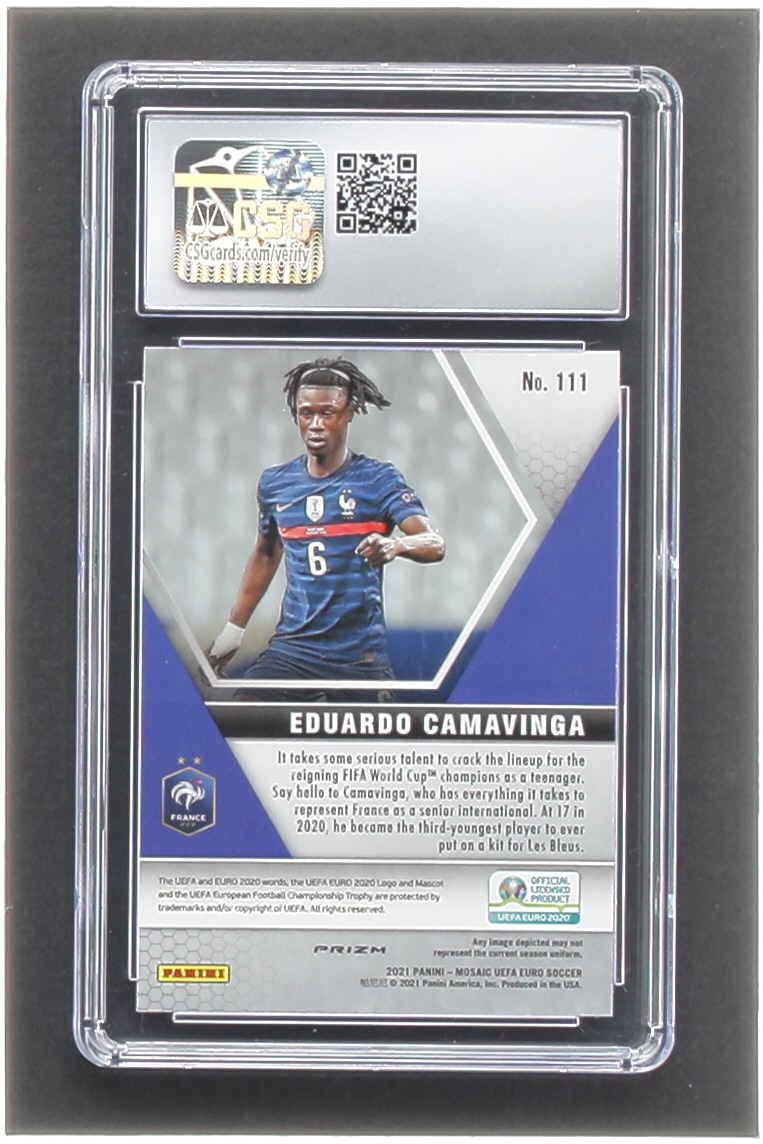 CSG
CSGcards.com/verify
No. 111
6
EDUARDO CAMAVINGA
It takes some serious talent to crack the lineup for the
reigning FIFA World Cup™ champions as a teenager.
Say hello to Camavinga, who has everything it takes to
represent France as a senior international. At 17 in
2020, he became the third-youngest player to ever
put on a kit for Les Bleus.
FRANCE
FFF
The UEFA and EURO 2020 words, the UEFA EURO 2020 Logo and Mascot
and the UEFA European Football Championship Trophy are protected by
trademarks and/or copyright of UEFA. All rights reserved.
OFFICIAL
LICENSED
PRODUCT
UEFA EURO2020
PANINI
PRIZM
Any image depicted may not
represent the current season uniform.
2021 PANINI – MOSAIC UEFA EURO SOCCER
© 2021 Panini America, Inc. Produced in the USA.